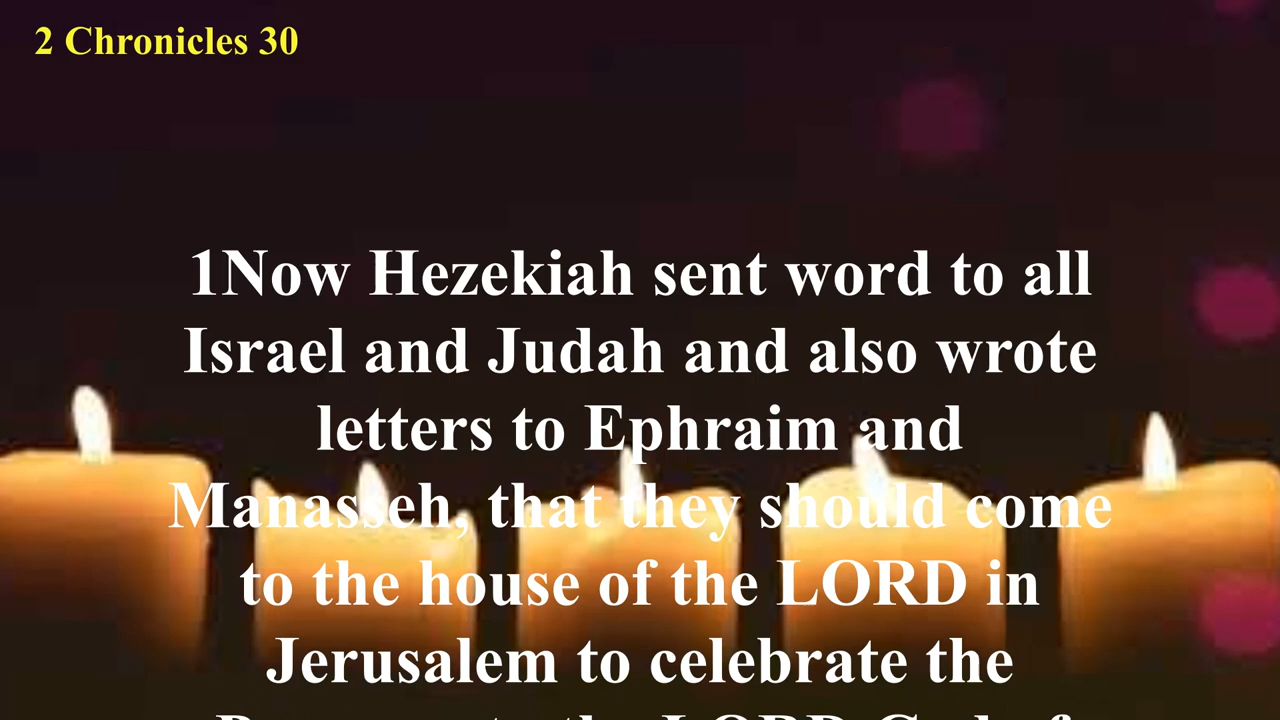 2 Chronicles 30
1Now Hezekiah sent word to all
Israel and Judah and also wrote
letters to Ephraim and
Manasseh, that they should come
to the house of the LORD in
Jerusalem to celebrate the